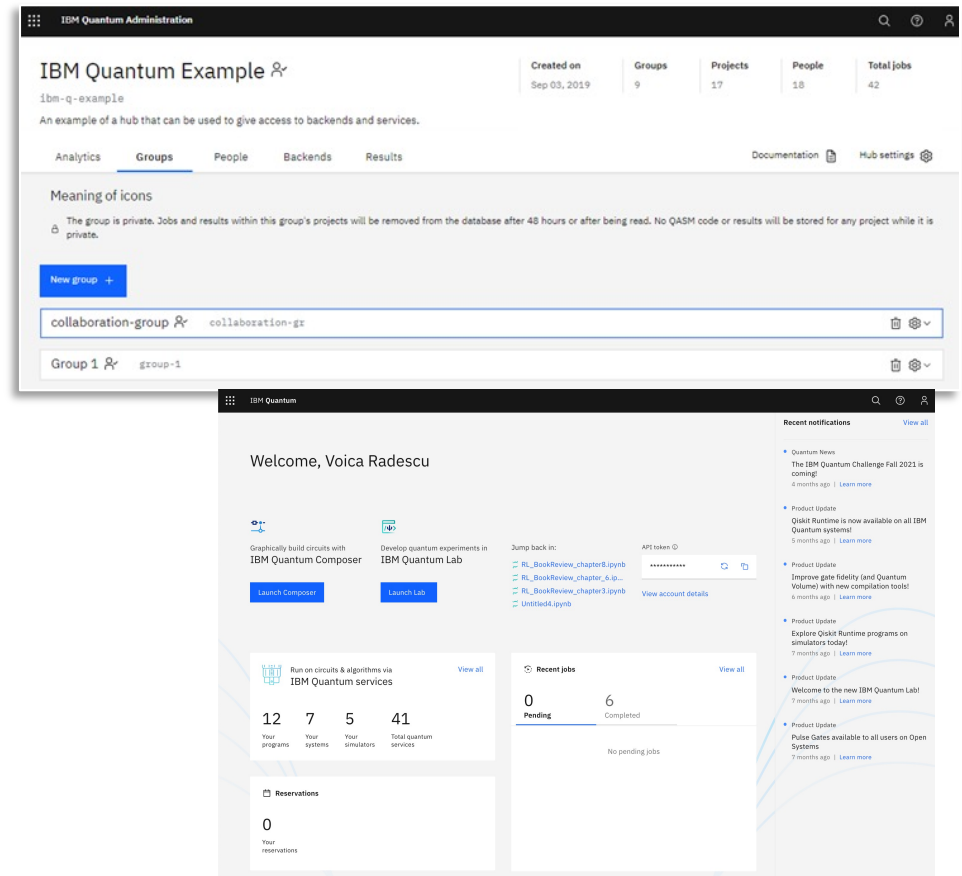 IBM Quantum Administration
IBM Quantum Example
ibm-q-example
An example of a hub that can be used to give access to backends and services.
Created on
Sep 03, 2019
Groups
9
Projects
17
People
18
Total jobs
42
Analytics
Groups
People
Backends
Results
Documentation
Hub settings
Meaning of icons
The group is private. Jobs and results within this group's projects will be removed from the database after 48 hours or after being read. No QASM code or results will be stored for any project while it is
private.
New group +
collaboration-group collaboration-gr
Group 1 group-1
IBM Quantum
Welcome, Voica Radescu
Graphically build circuits with
IBM Quantum Composer
Launch Composer
Develop quantum experiments in
IBM Quantum Lab
Launch Lab
Jump back in:
RL_BookReview_chapter8.ipynb
RL_BookReview_chapter_6.ip...
RL_BookReview_chapter3.ipynb
Untitled4.ipynb
API token
***********
View account details
Run on circuits & algorithms via
IBM Quantum services
View all
12
Your
programs
7
Your
systems
5
Your
simulators
41
Total quantum
services
Recent jobs
View all
0
Pending
6
Completed
No pending jobs
Reservations
0
Your
reservations
Recent notifications
View all
Quantum News
The IBM Quantum Challenge Fall 2021 is
coming!
4 months ago | Learn more
Product Update
Qiskit Runtime is now available on all IBM
Quantum systems!
5 months ago | Learn more
Product Update
Improve gate fidelity (and Quantum
Volume) with new compilation tools!
6 months ago | Learn more
Product Update
Explore Qiskit Runtime programs on
simulators today!
7 months ago | Learn more
Product Update
Welcome to the new IBM Quantum Lab!
7 months ago | Learn more
Product Update
Pulse Gates available to all users on Open
Systems
7 months ago | Learn more